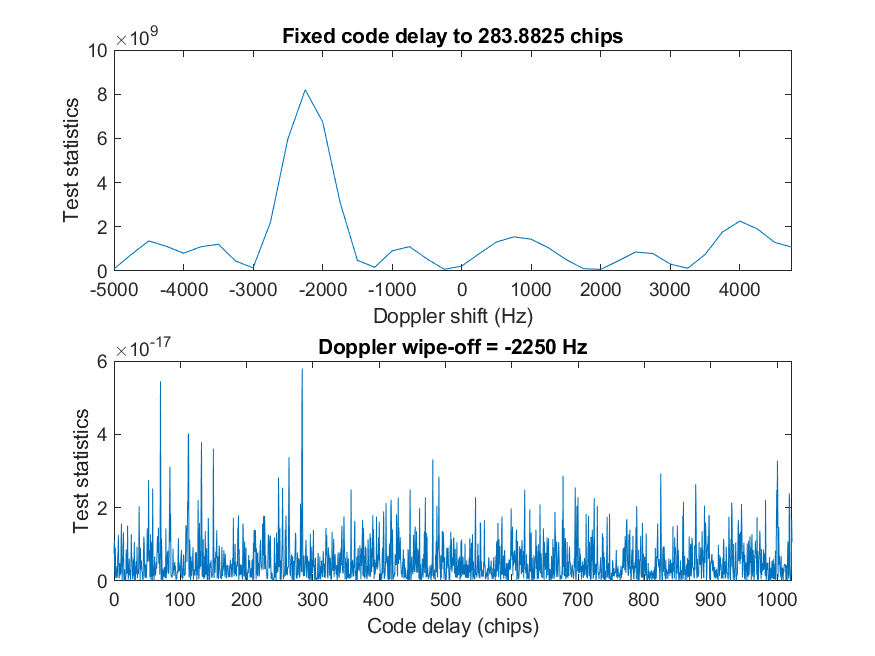 ×10^9
Fixed code delay to 283.8825 chips
10
8
6
4
2
0
Test statistics
-5000 -4000 -3000 -2000 -1000 0 1000 2000 3000 4000
Doppler shift (Hz)
×10^-17
Doppler wipe-off = -2250 Hz
6
4
2
0
Test statistics
0 100 200 300 400 500 600 700 800 900 1000
Code delay (chips)